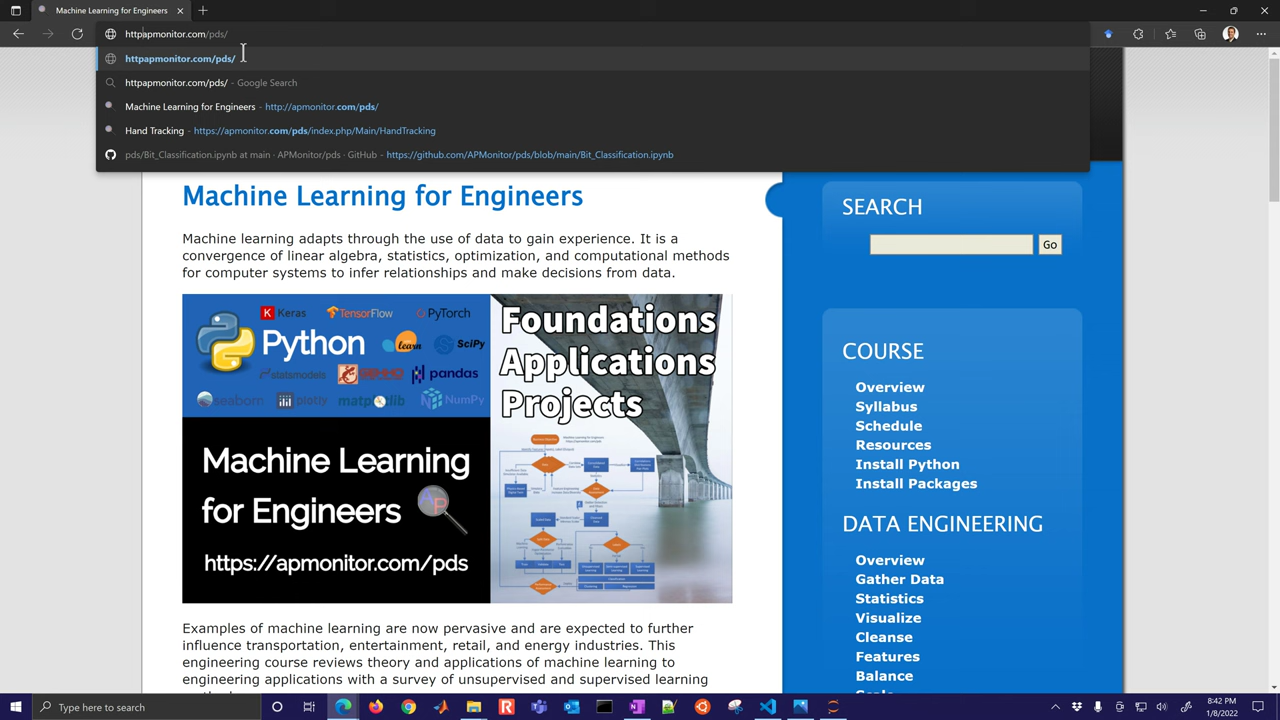 Machine Learning for Engineers
httpapmonitor.com/pds/
httpapmonitor.com/pds/
httpapmonitor.com/pds/ - Google Search
Machine Learning for Engineers - http://apmonitor.com/pds/
Hand Tracking - https://apmonitor.com/pds/index.php/Main/HandTracking
pds/Bit_Classification.ipynb at main · APMonitor/pds · GitHub - https://github.com/APMonitor/pds/blob/main/Bit_Classification.ipynb
Machine Learning for Engineers
Machine learning adapts through the use of data to gain experience. It is a
convergence of linear algebra, statistics, optimization, and computational methods
for computer systems to infer relationships and make decisions from data.
K Keras
TensorFlow
PyTorch
Python
learn
SciPy
statsmodels
pandas
seaborn
plotly
NumPy
Foundations
Applications
Projects
Machine Learning
for Engineers
AP
https://apmonitor.com/pds
Examples of machine learning are now pervasive and are expected to further
influence transportation, entertainment, retail, and energy industries. This
engineering course reviews theory and applications of machine learning to
engineering applications with a survey of unsupervised and supervised learning
SEARCH
Go
COURSE
Overview
Syllabus
Schedule
Resources
Install Python
Install Packages
DATA ENGINEERING
Overview
Gather Data
Statistics
Visualize
Cleanse
Features
Balance
Type here to search
8:42 PM
1/8/2022